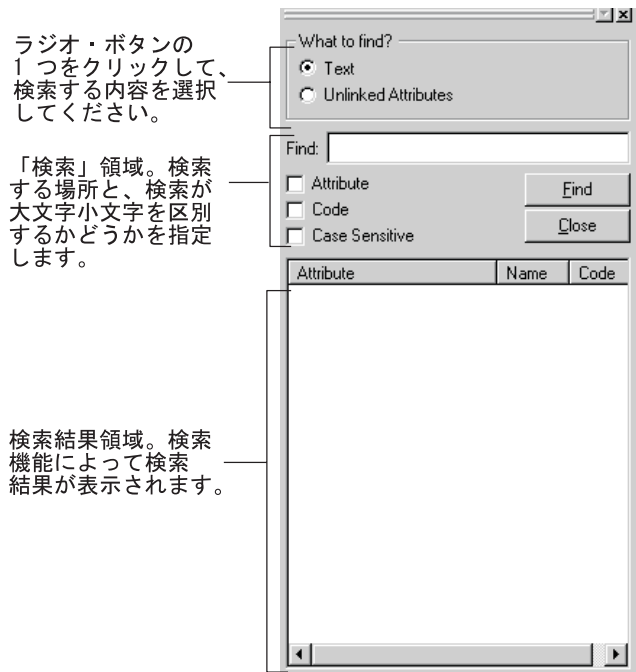 ラジオ・ボタンの
1 つをクリックして、
検索する内容を選択
してください。
「検索」領域。検索
する場所と、検索が
大文字小文字を区別
するかどうかを指定
します。
検索結果領域。検索
機能によって検索
結果が表示されます。
What to find?
Text
Unlinked Attributes
Find:
Attribute
Code
Case Sensitive
Find
Close
Attribute Name Code